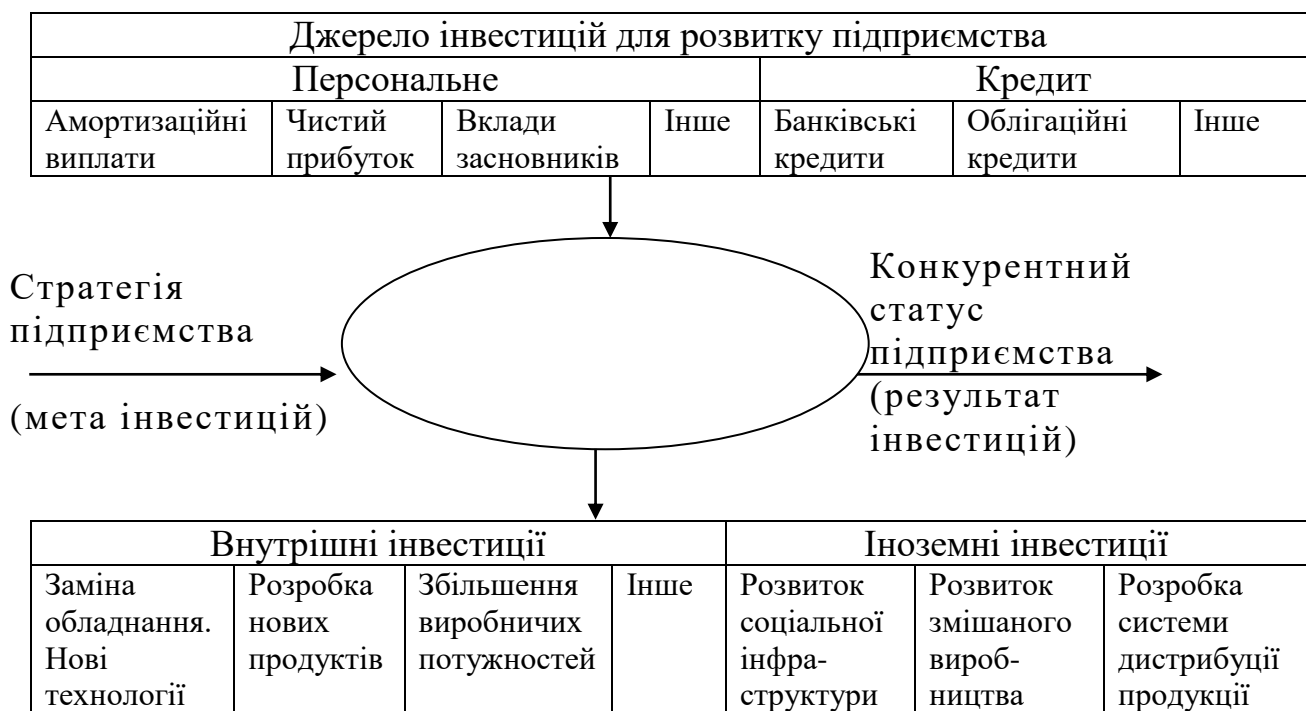 Джерело інвестицій для розвитку підприємства
Персональне
Кредит
Амортизаційні
виплати
Чистий
прибуток
Вклади
засновників
Інше
Банківські
кредити
Облігаційні
кредити
Інше
Стратегія
підприємства
(мета інвестицій)
Конкурентний
статус
підприємства
(результат
інвестицій)
Внутрішні інвестиції
Іноземні інвестиції
Заміна
обладнання.
Нові
технології
Розробка
нових
продуктів
Збільшення
виробничих
потужностей
Інше
Розвиток
соціальної
інфра-
структури
Розвиток
змішаного
вироб-
ництва
Розробка
системи
дистрибуції
продукції